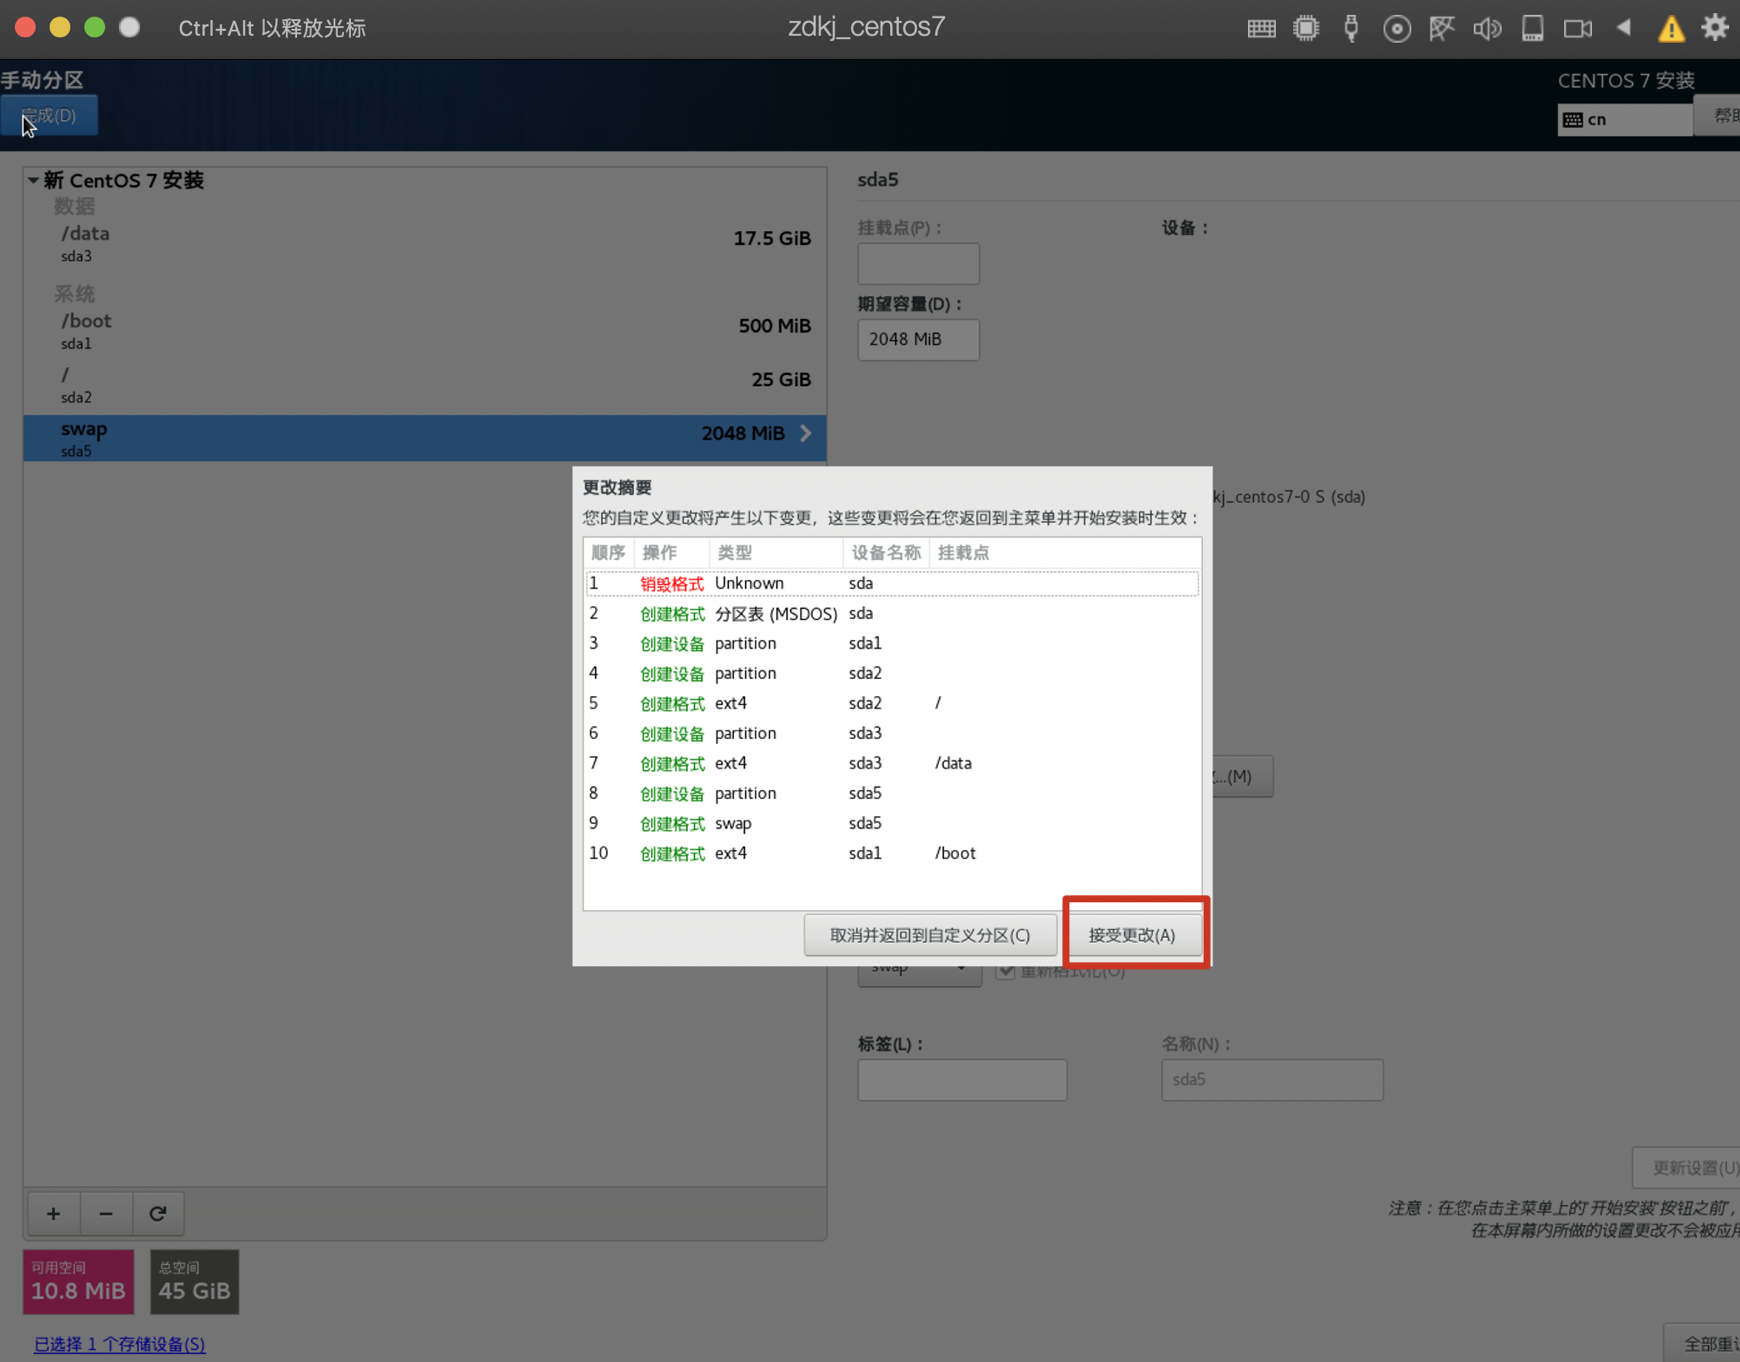 Ctrl+Alt 以释放光标
zdkj_centos7
手动分区
完成(D)
CENTOS 7 安装
cn
新 CentOS 7 安装
数据
/data
17.5 GiB
sda3
系统
/boot
500 MiB
sda1
/
25 GiB
sda2
swap
2048 MiB
sda5
sda5
挂载点(P)：
设备：
期望容量(D)：
2048 MiB
kj_centos7-0 S (sda)
...(M)
更改摘要
您的自定义更改将产生以下变更，这些变更将会在您返回到主菜单并开始安装时生效：
顺序 操作 类型 设备名称 挂载点
1 销毁格式 Unknown sda
2 创建格式 分区表 (MSDOS) sda
3 创建设备 partition sda1
4 创建设备 partition sda2
5 创建格式 ext4 sda2 /
6 创建设备 partition sda3
7 创建格式 ext4 sda3 /data
8 创建设备 partition sda5
9 创建格式 swap sda5
10 创建格式 ext4 sda1 /boot
取消并返回到自定义分区(C)
接受更改(A)
swap
重新格式化(O)
标签(L)：
名称(N)：
sda5
更新设置(U)
注意：在您点击主菜单上的'开始安装'按钮之前，
在本屏幕内所做的设置更改不会被应
可用空间
10.8 MiB
总空间
45 GiB
已选择 1 个存储设备(S)
全部重